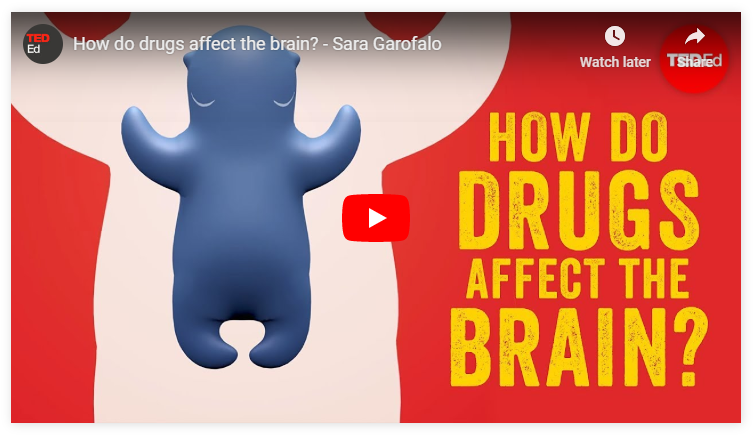 TED
Ed
How do drugs affect the brain? - Sara Garofalo
Watch later
Share
TEDEd
HOW DO
DRUGS
AFFECT THE
BRAIN?